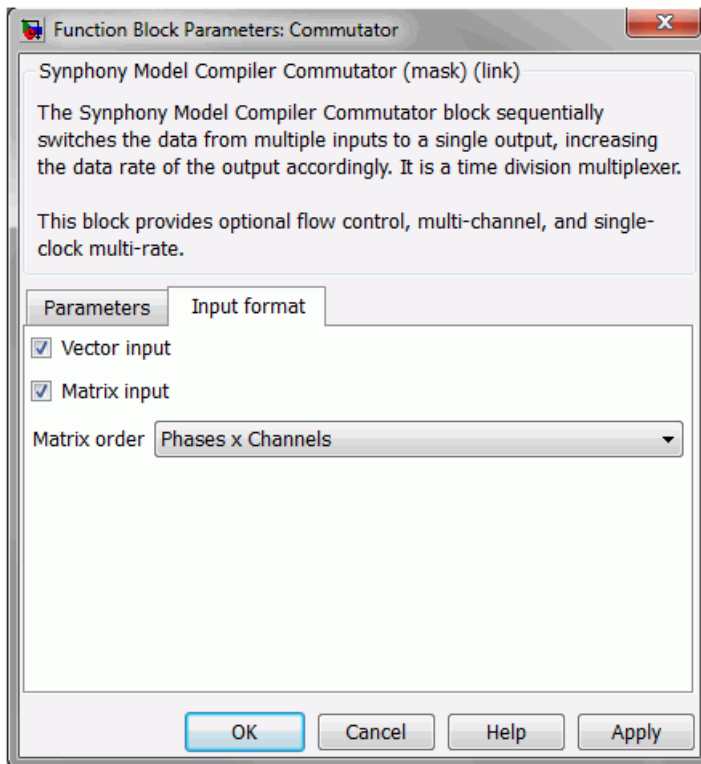 Function Block Parameters: Commutator
Synphony Model Compiler Commutator (mask) (link)
The Synphony Model Compiler Commutator block sequentially
switches the data from multiple inputs to a single output, increasing
the data rate of the output accordingly. It is a time division multiplexer.
This block provides optional flow control, multi-channel, and single-
clock multi-rate.
Parameters Input format
Vector input
Matrix input
Matrix order Phases x Channels
OK Cancel Help Apply